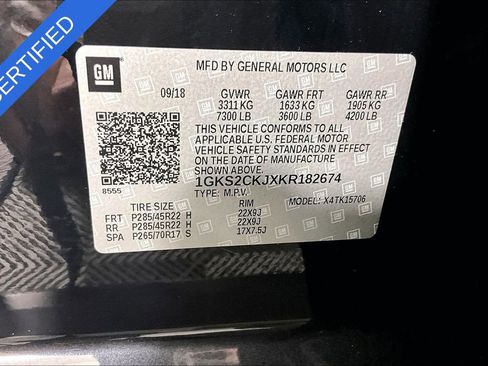 CERTIFIED
GM
MFD BY GENERAL MOTORS LLC
09/18 GVWR GAWR FRT GAWR RR
3311 KG 1633 KG 1905 KG
7300 LB 3600 LB 4200 LB
THIS VEHICLE CONFORMS TO ALL
APPLICABLE U.S. FEDERAL MOTOR
VEHICLE SAFETY STANDARDS IN EFFECT
ON THE DATE OF MANUFACTURE SHOWN ABOVE.
1GKS2CKJXKR182674
8555 TYPE: M.P.V. MODEL: X4TK15706
TIRE SIZE RIM
FRT P285/45R22 H 22X9J
RR P285/45R22 H 22X9J
SPA P265/70R17 S 17X7.5J